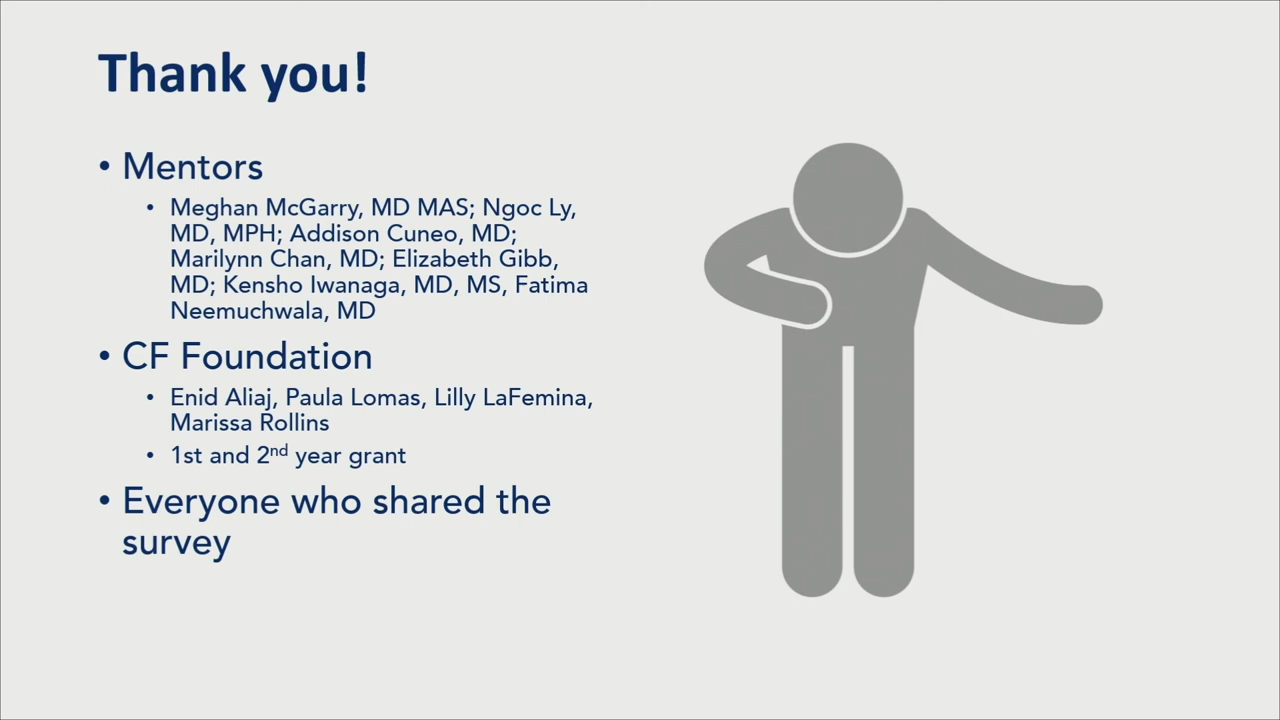 Thank you!
• Mentors
• Meghan McGarry, MD MAS; Ngoc Ly,
MD, MPH; Addison Cuneo, MD;
Marilynn Chan, MD; Elizabeth Gibb,
MD; Kensho Iwanaga, MD, MS, Fatima
Neemuchwala, MD
• CF Foundation
• Enid Aliaj, Paula Lomas, Lilly LaFemina,
Marissa Rollins
• 1st and 2nd year grant
• Everyone who shared the
survey